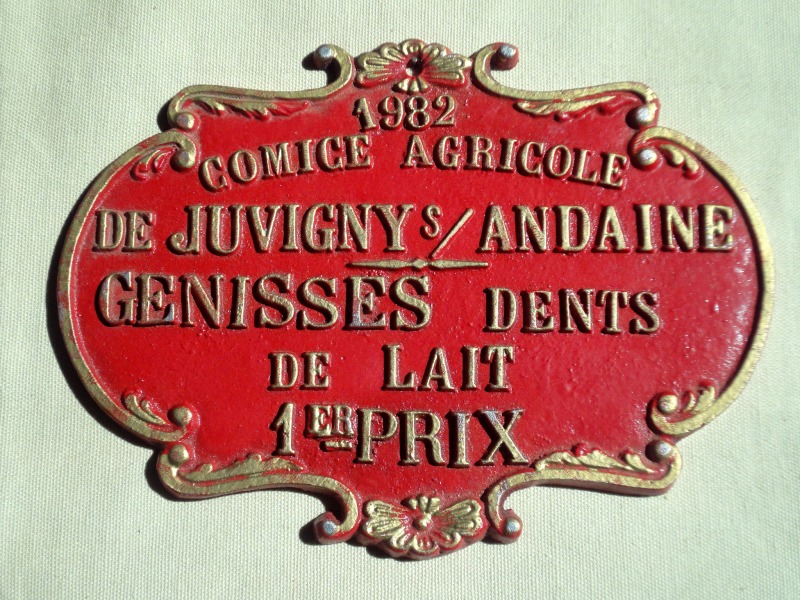 1982
COMICE AGRICOLE
DE JUVIGNY S/ ANDAINE
GENISSES DENTS
DE LAIT
1ER PRIX